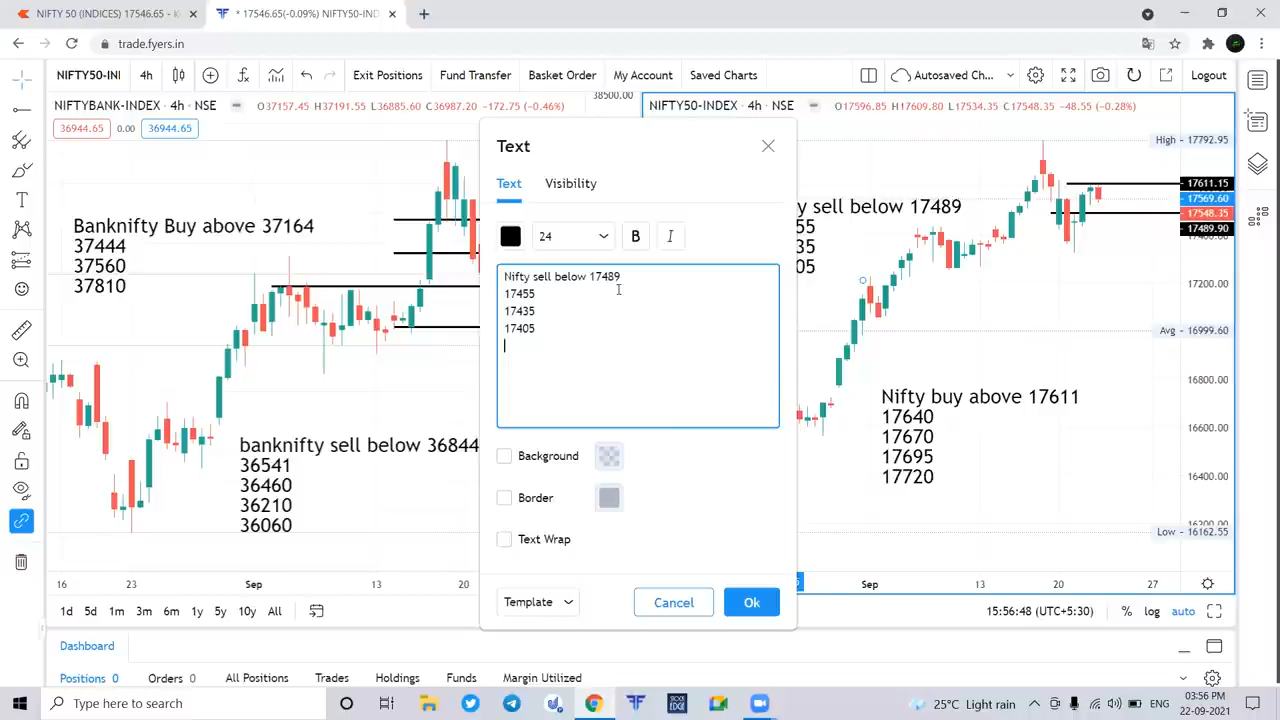 NIFTY 50 (INDICES) 17546.65 - K
* 17546.65(-0.09%) NIFTY50-IND
trade.fyers.in
NIFTY50-INI
4h
Exit Positions
Fund Transfer
Basket Order
My Account
Saved Charts
Autosaved Ch...
Logout
NIFTYBANK-INDEX · 4h · NSE
O37157.45 H37191.55 L36885.60 C36987.20 -172.75 (-0.46%)
36944.65 0.00 36944.65
38500.00
NIFTY50-INDEX · 4h · NSE
O17596.85 H17609.80 L17534.35 C17548.35 -48.55 (-0.28%)
Banknifty Buy above 37164
37444
37560
37810
banknifty sell below 36844
36541
36460
36210
36060
Text
Text
Visibility
24
B
I
Nifty sell below 17489
17455
17435
17405
Background
Border
Text Wrap
Template
Cancel
Ok
y sell below 17489
55
35
05
Nifty buy above 17611
17640
17670
17695
17720
High - 17792.95
17611.15
17569.60
17548.35
17489.90
17400.00
17200.00
Avg - 16999.60
16800.00
16600.00
16400.00
16200.00
Low - 16162.55
16 23 Sep 13 20
Sep 13 20 27
1d 5d 1m 3m 6m 1y 5y 10y All
15:56:48 (UTC+5:30)
% log auto
Dashboard
Positions 0
Orders 0
All Positions
Trades
Holdings
Funds
Margin Utilized
Type here to search
STOCK EDGE
25°C Light rain
ENG
03:56 PM
22-09-2021